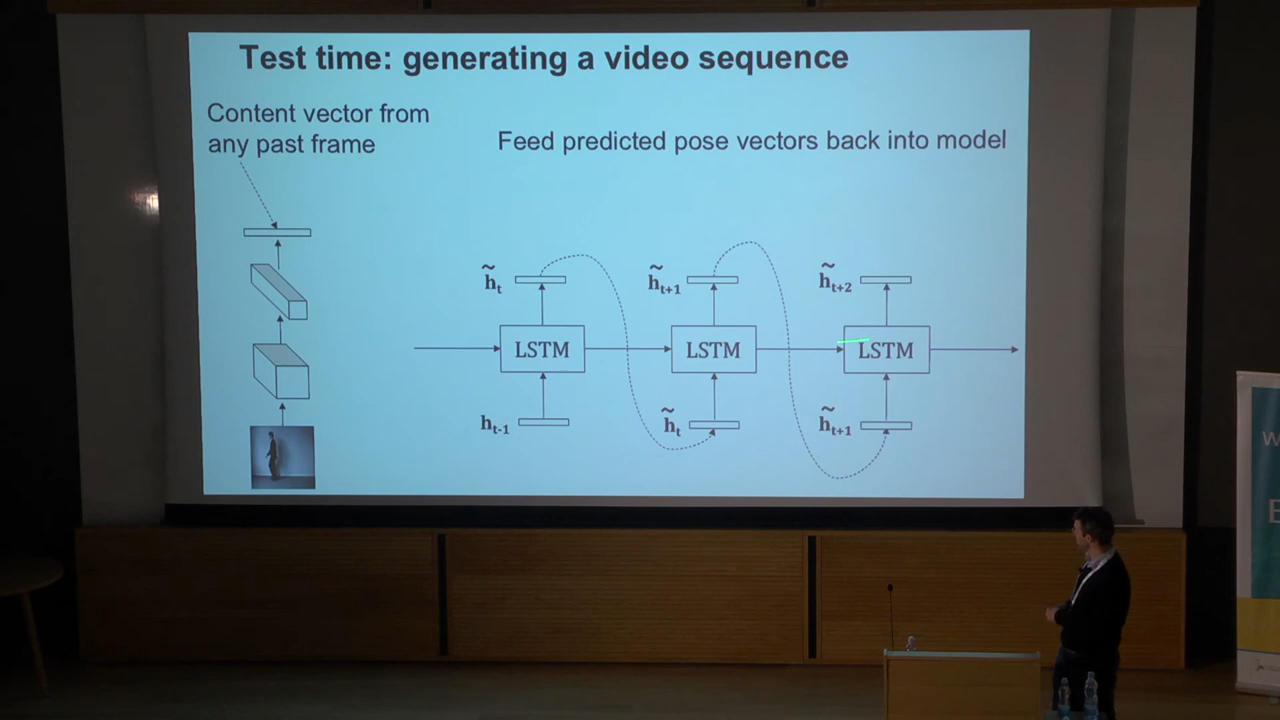 Test time: generating a video sequence
Content vector from
any past frame
Feed predicted pose vectors back into model
h̃ₜ
h̃ₜ₊₁
h̃ₜ₊₂
LSTM
LSTM
LSTM
hₜ₋₁
h̃ₜ
h̃ₜ₊₁